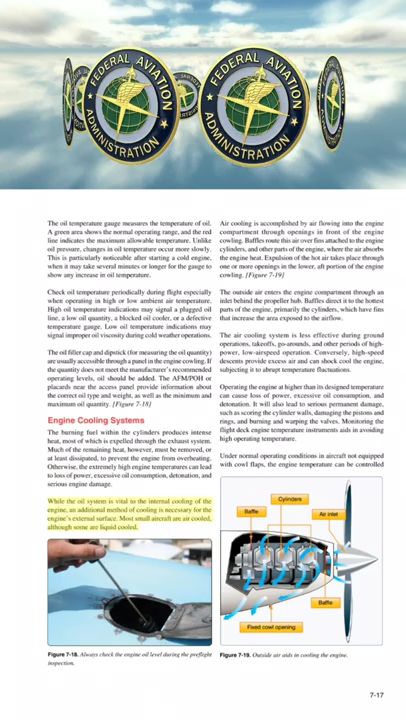 FEDERAL AVIATION
ADMINISTRATION
FEDERAL AVIATION
ADMINISTRATION
The oil temperature gauge measures the temperature of oil.
A green area shows the normal operating range, and the red
line indicates the maximum allowable temperature. Unlike
oil pressure, changes in oil temperature occur more slowly.
This is particularly noticeable after starting a cold engine,
when it may take several minutes or longer for the gauge to
show any increase in oil temperature.
Check oil temperature periodically during flight especially
when operating in high or low ambient air temperature.
High oil temperature indications may signal a plugged oil
line, a low oil quantity, a blocked oil cooler, or a defective
temperature gauge. Low oil temperature indications may
signal improper oil viscosity during cold weather operations.
The oil filler cap and dipstick (for measuring the oil quantity)
are usually accessible through a panel in the engine cowling. If
the quantity does not meet the manufacturer's recommended
operating levels, oil should be added. The AFM/POH or
placards near the access panel provide information about
the correct oil type and weight, as well as the minimum and
maximum oil quantity. [Figure 7-18]
Engine Cooling Systems
The burning fuel within the cylinders produces intense
heat, most of which is expelled through the exhaust system.
Much of the remaining heat, however, must be removed, or
at least dissipated, to prevent the engine from overheating.
Otherwise, the extremely high engine temperatures can lead
to loss of power, excessive oil consumption, detonation, and
serious engine damage.
While the oil system is vital to the internal cooling of the
engine, an additional method of cooling is necessary for the
engine's external surface. Most small aircraft are air cooled,
although some are liquid cooled.
Figure 7-18. Always check the engine oil level during the preflight
inspection.
Air cooling is accomplished by air flowing into the engine
compartment through openings in front of the engine
cowling. Baffles route this air over fins attached to the engine
cylinders, and other parts of the engine, where the air absorbs
the engine heat. Expulsion of the hot air takes place through
one or more openings in the lower, aft portion of the engine
cowling. [Figure 7-19]
The outside air enters the engine compartment through an
inlet behind the propeller hub. Baffles direct it to the hottest
parts of the engine, primarily the cylinders, which have fins
that increase the area exposed to the airflow.
The air cooling system is less effective during ground
operations, takeoffs, go-arounds, and other periods of high-
power, low-airspeed operation. Conversely, high-speed
descents provide excess air and can shock cool the engine,
subjecting it to abrupt temperature fluctuations.
Operating the engine at higher than its designed temperature
can cause loss of power, excessive oil consumption, and
detonation. It will also lead to serious permanent damage,
such as scoring the cylinder walls, damaging the pistons and
rings, and burning and warping the valves. Monitoring the
flight deck engine temperature instruments aids in avoiding
high operating temperature.
Under normal operating conditions in aircraft not equipped
with cowl flaps, the engine temperature can be controlled
Cylinders
Baffle
Air inlet
Baffle
Fixed cowl opening
Figure 7-19. Outside air aids in cooling the engine.
7-17